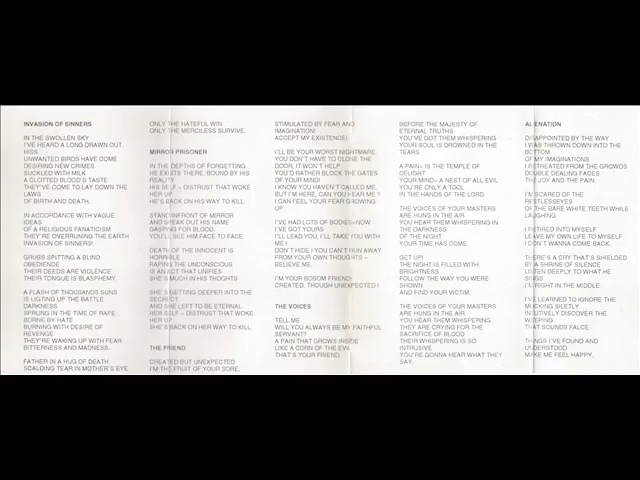 INVASION OF SINNERS
IN THE SWOLLEN SKY
I'VE HEARD A LONG DRAWN OUT
HISS
UNWANTED BIRDS HAVE COME
DESIRING NEW CRIMES.
SUCKLED WITH MILK
A CLOTTED BLOOD'S TASTE
THEY'VE COME TO LAY DOWN THE
LAWS
OF BIRTH AND DEATH.
IN ACCORDANCE WITH VAGUE
IDEAS
OF A RELIGIOUS FANATICISM
THEY'RE OVERRUNING THE EARTH
INVASION OF SINNERS!
GRUBS SPITTING A BLIND
OBEDIENCE
THEIR DEEDS ARE VIOLENCE
THEIR TONGUE IS BLASPHEMY.
A FLASH OF THOUSANDS SUNS
IS LIGTING UP THE BATTLE
DARKNESS
SPRUNG IN THE TIME OF RAPE
BORNE BY HATE
BURNING WITH DESIRE OF
REVENGE
THEY'RE WAKING UP WITH FEAR
BITTERNESS AND MADNESS.
FATHER IN A HUG OF DEATH
SCALDING TEAR IN MOTHER'S EYE
ONLY THE HATEFUL WIN
ONLY THE MERCILESS SURVIVE.
MIRROR PRISONER
IN THE DEPTHS OF FORGETTING
HE EXISTS THERE, BOUND BY HIS
REALITY
HIS SELF - DISTRUST THAT WOKE
HER UP
HE'S BACK ON HIS WAY TO KILL.
STAND INFRONT OF MIRROR
AND SPEAK OUT HIS NAME
GASPING FOR BLOOD,
YOU'LL SEE HIM FACE TO FACE.
DEATH OF THE INNOCENT IS
HORRIBLE
RAPING THE UNCONSCIOUS
IS AN ACT THAT UNIFIES
SHE'S MUCH IN HIS THOGHTS
SHE'S GETTING DEEPER INTO THE
SECRECT
AND SHE LEFT TO BE ETERNAL
HER SELF - DISTRUST THAT WOKE
HER UP
SHE'S BACK ON HER WAY TO KILL.
THE FRIEND
CREATED BUT UNEXPECTED
I'M THE FRUIT OF YOUR SORE,
STIMULATED BY FEAR AND
IMAGINATION!
ACCEPT MY EXISTENCE!
I'LL BE YOUR WORST NIGHTMARE,
YOU DON'T HAVE TO CLOSE THE
DOOR, IT WON'T HELP.
YOU'D RATHER BLOCK THE GATES
OF YOUR MIND!
I KNOW YOU HAVEN'T CALLED ME,
BUT I'M HERE, CAN YOU HEAR ME ?
I CAN FEEL YOUR FEAR GROWING
UP.
I'VE HAD LOTS OF BODIES-NOW
I'VE GOT YOURS
I'LL LEAD YOU, I'LL TAKE YOU WITH
ME !
DON'T HIDE ! YOU CAN'T RUN AWAY
FROM YOUR OWN THOUGHTS -
BELIEVE ME.
I'M YOUR BOSOM FRIEND!
CREATED, THOUGH UNEXPECTED !
THE VOICES
TELL ME
WILL YOU ALWAYS BE MY FAITHFUL
SERVANT?
A PAIN THAT GROWS INSIDE
LIKE A CORN OF THE EVIL
THAT'S YOUR FRIEND.
BEFORE THE MAJESTY OF
ETERNAL TRUTHS
YOU'VE GOT THEM WHISPERING
YOUR SOUL IS DROWNED IN THE
TEARS.
A PAIN- IS THE TEMPLE OF
DELIGHT
YOUR MIND- A NEST OF ALL EVIL
YOU'RE ONLY A TOOL
IN THE HANDS OF THE LORD.
THE VOICES OF YOUR MASTERS
ARE HUNG IN THE AIR
YOU HEAR THEM WHISPERING IN
THE DARKNESS
OF THE NIGHT
YOUR TIME HAS COME.
GET UP!
THE NIGHT IS FILLED WITH
BRIGHTNESS
FOLLOW THE WAY YOU WERE
SHOWN
AND FIND YOUR VICTIM.
THE VOICES OF YOUR MASTERS
ARE HUNG IN THE AIR
YOU HEAR THEM WHISPERING
THEY ARE CRYING FOR THE
SACRIFICE OF BLOOD
THEIR WHISPERING IS SO
INTRUSIVE
YOU'RE GONNA HEAR WHAT THEY
SAY.
ALIENATION
DISAPPOINTED BY THE WAY
I WAS THROWN DOWN INTO THE
BOTTOM
OF MY IMAGINATIONS
I RETREATED FROM THE GROWDS
DOUBLE DEALING FACES
THE JOY AND THE PAIN.
I'M SCARED OF THE
RESTLESSEYES
OF THE BARE WHITE TEETH WHILE
LAUGHING
I RETIRED INTO MYSELF
LEAVE MY OWN LIFE TO MYSELF
I DON'T WANNA COME BACK.
THERE'S A CRY THAT'S SHIELDED
BY A SHRINE OF SILENCE
LISTEN DEEPLY TO WHAT HE
SINGS
I'M RIGHT IN THE MIDDLE.
I'VE LEARNED TO IGNORE THE
MOCKING SILETLY
INTUITIVELY DISCOVER THE
WEEPING
THAT SOUNDS FALCE.
THINGS I'VE FOUND AND
UNDERSTOOD
MAKE ME FEEL HAPPY.